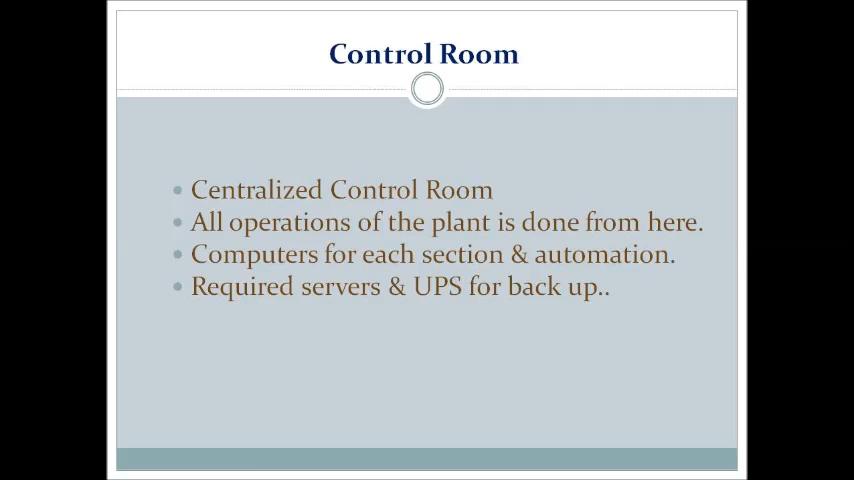 Control Room
Centralized Control Room
All operations of the plant is done from here.
Computers for each section & automation.
Required servers & UPS for back up..